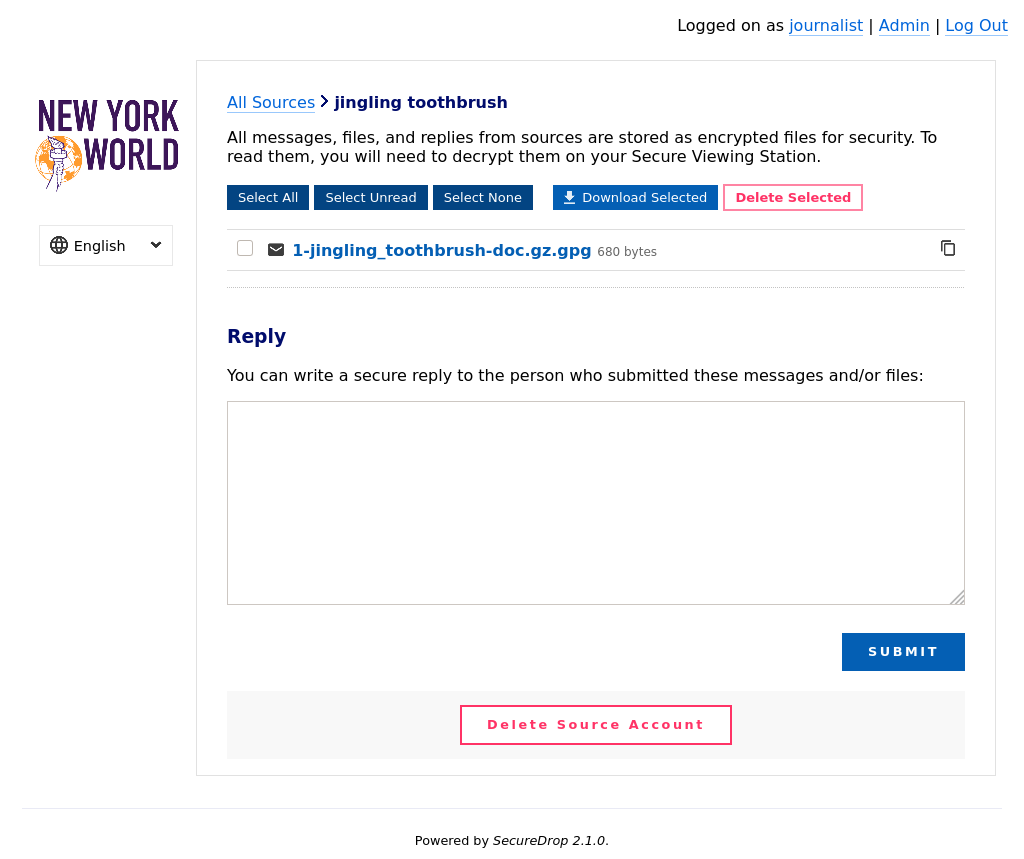 Logged on as journalist | Admin | Log Out
NEW YORK
WORLD
English
All Sources jingling toothbrush
All messages, files, and replies from sources are stored as encrypted files for security. To
read them, you will need to decrypt them on your Secure Viewing Station.
Select All Select Unread Select None Download Selected Delete Selected
1-jingling_toothbrush-doc.gz.gpg 680 bytes
Reply
You can write a secure reply to the person who submitted these messages and/or files:
SUBMIT
Delete Source Account
Powered by SecureDrop 2.1.0.